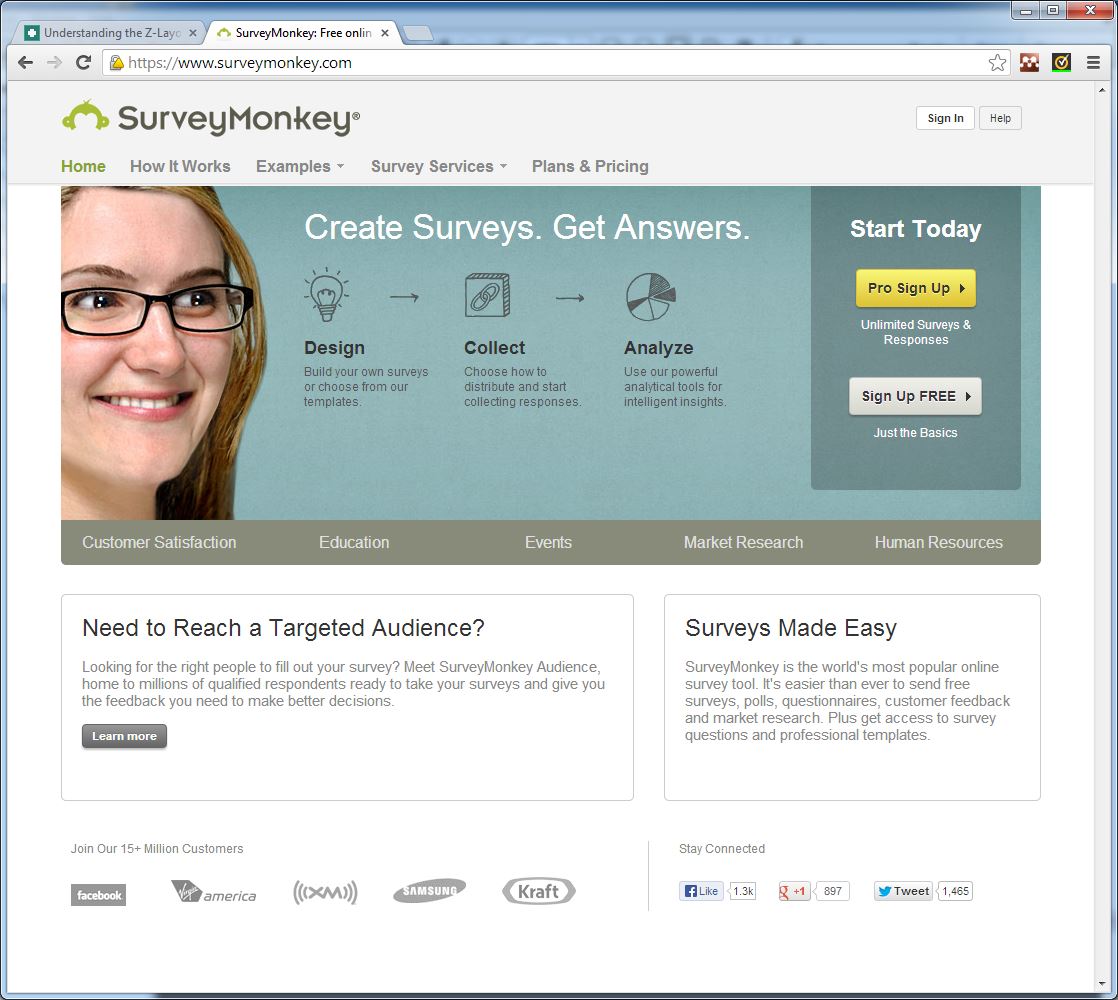 Understanding the Z-Layo
SurveyMonkey: Free onlin
https://www.surveymonkey.com
SurveyMonkey®
Sign In
Help
Home
How It Works
Examples
Survey Services
Plans & Pricing
Create Surveys. Get Answers.
Design
Build your own surveys
or choose from our
templates.
Collect
Choose how to
distribute and start
collecting responses.
Analyze
Use our powerful
analytical tools for
intelligent insights.
Start Today
Pro Sign Up
Unlimited Surveys &
Responses
Sign Up FREE
Just the Basics
Customer Satisfaction
Education
Events
Market Research
Human Resources
Need to Reach a Targeted Audience?
Looking for the right people to fill out your survey? Meet SurveyMonkey Audience,
home to millions of qualified respondents ready to take your surveys and give you
the feedback you need to make better decisions.
Learn more
Surveys Made Easy
SurveyMonkey is the world's most popular online
survey tool. It's easier than ever to send free
surveys, polls, questionnaires, customer feedback
and market research. Plus get access to survey
questions and professional templates.
Join Our 15+ Million Customers
facebook
Virgin america
XM
SAMSUNG
Kraft
Stay Connected
Like
1.3k
g +1
897
Tweet
1,465